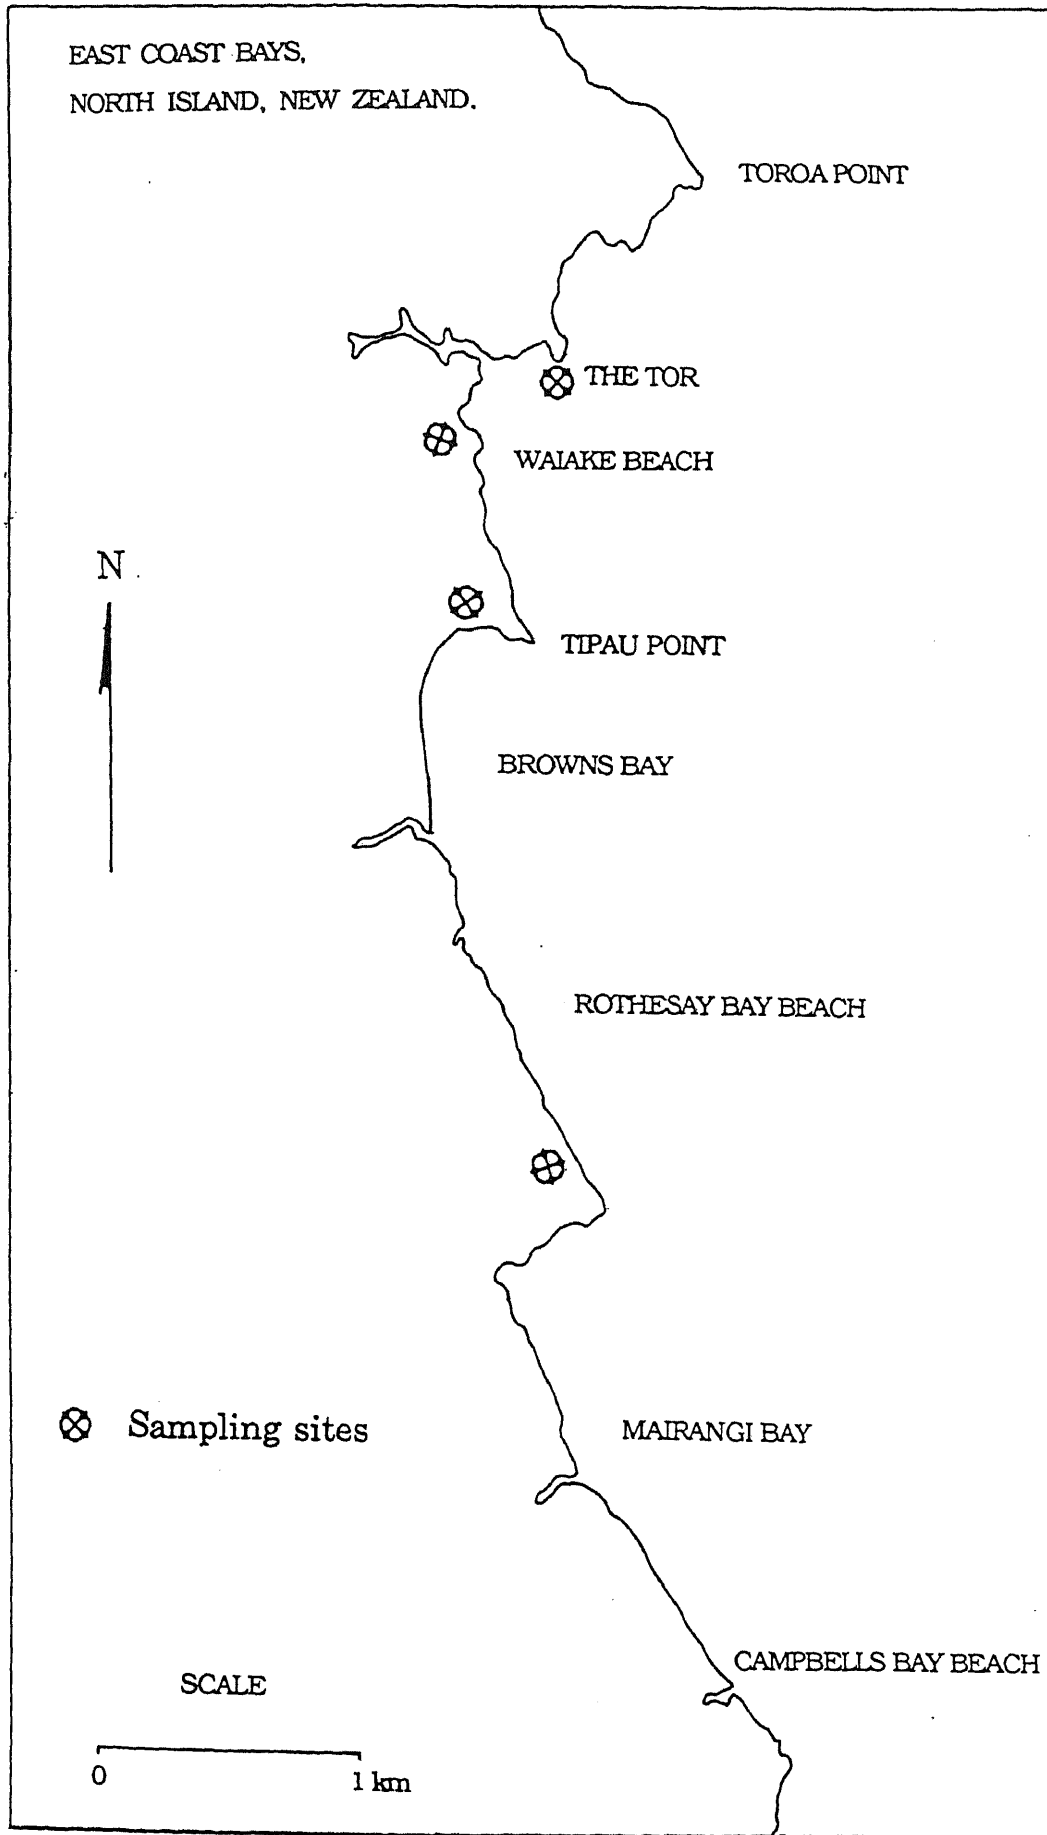 EAST COAST BAYS,
NORTH ISLAND, NEW ZEALAND.
TOROA POINT
THE TOR
WAIAKE BEACH
N
TIPAU POINT
BROWNS BAY
ROTHESAY BAY BEACH
Sampling sites
MAIRANGI BAY
CAMPBELLS BAY BEACH
SCALE
0 1 km